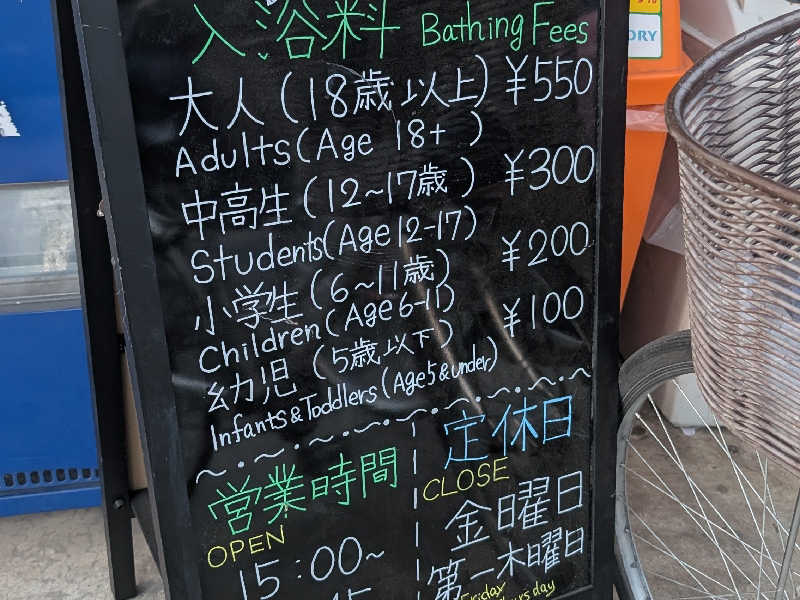 入浴料 Bathing Fees
大人(18歳以上) ¥550
Adults(Age 18+ )
中高生(12~17歳 ) ¥300
Students(Age 12-17)
小学生(6~11歳) ¥200
Children(Age 6-11)
幼児(5歳以下) ¥100
Infants&Toddlers(Age5&under)
営業時間
OPEN
15:00~
定休日
CLOSE
金曜日
第一木曜日
Friday
DRY